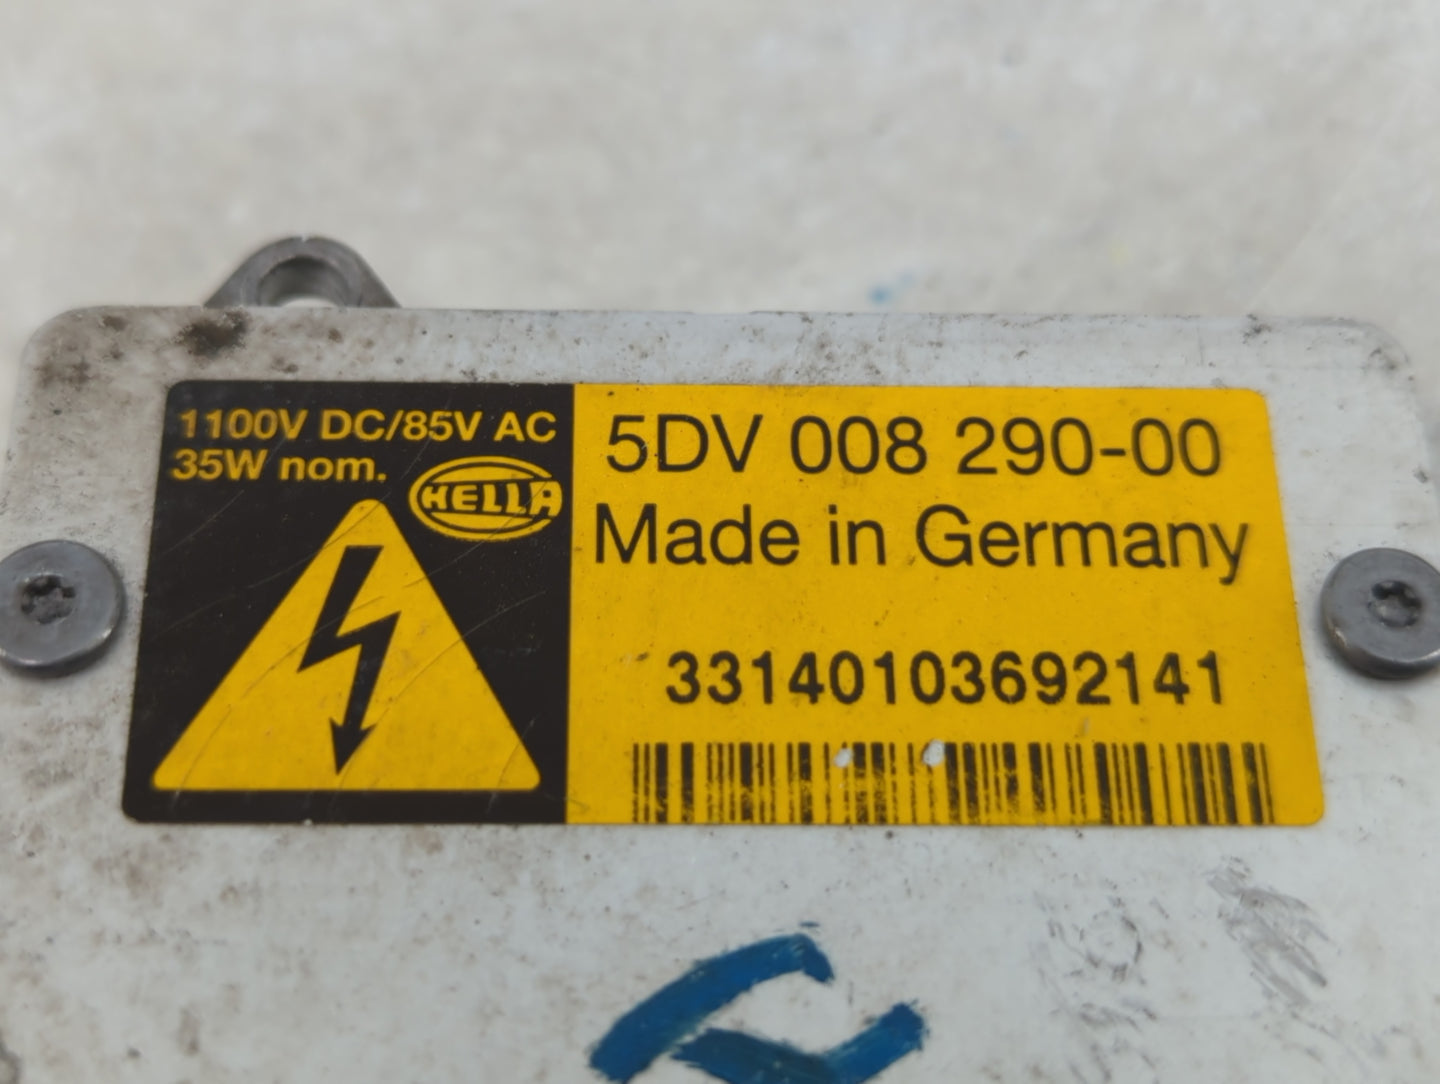 1100V DC/85V AC
35W nom.
HELLA
5DV 008 290-00
Made in Germany
33140103692141